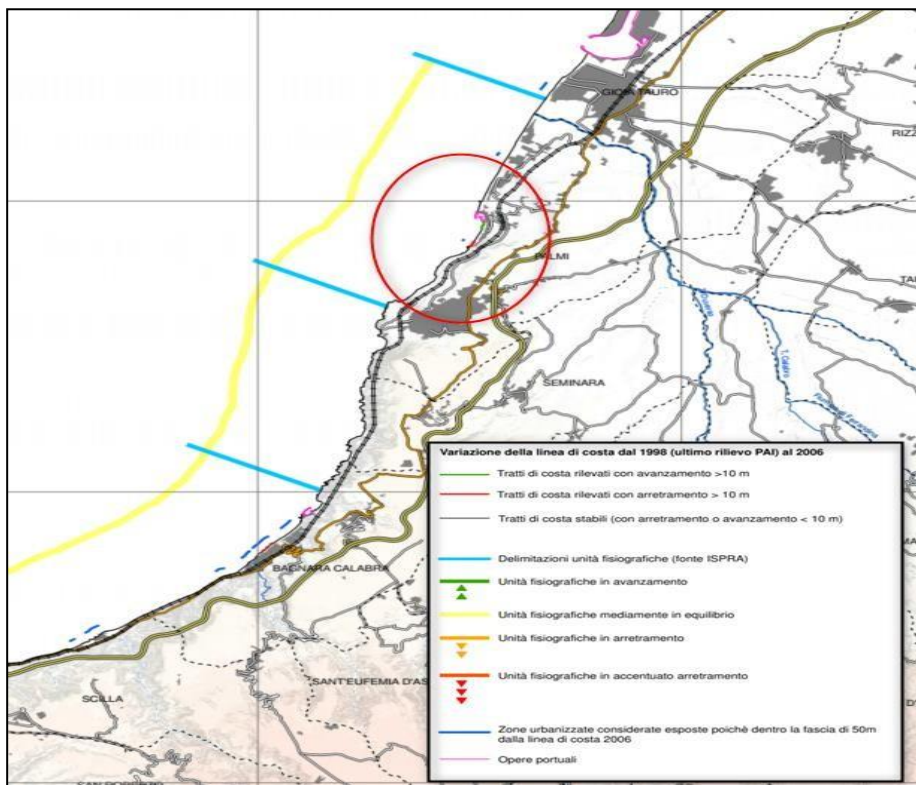 GIOIA TAURO
RIZZ
PALMI
TAU
SEMINARA
T. Calabro
BAGNARA CALABRA
SCILLA
SANT'EUFEMIA D'AS
Variazione della linea di costa dal 1998 (ultimo rilievo PAI) al 2006
Tratti di costa rilevati con avanzamento >10 m
Tratti di costa rilevati con arretramento > 10 m
Tratti di costa stabili (con arretramento o avanzamento < 10 m)
Delimitazioni unità fisiografiche (fonte ISPRA)
Unità fisiografiche in avanzamento
Unità fisiografiche mediamente in equilibrio
Unità fisiografiche in arretramento
Unità fisiografiche in accentuato arretramento
Zone urbanizzate considerate esposte poichè dentro la fascia di 50m
dalla linea di costa 2006
Opere portuali